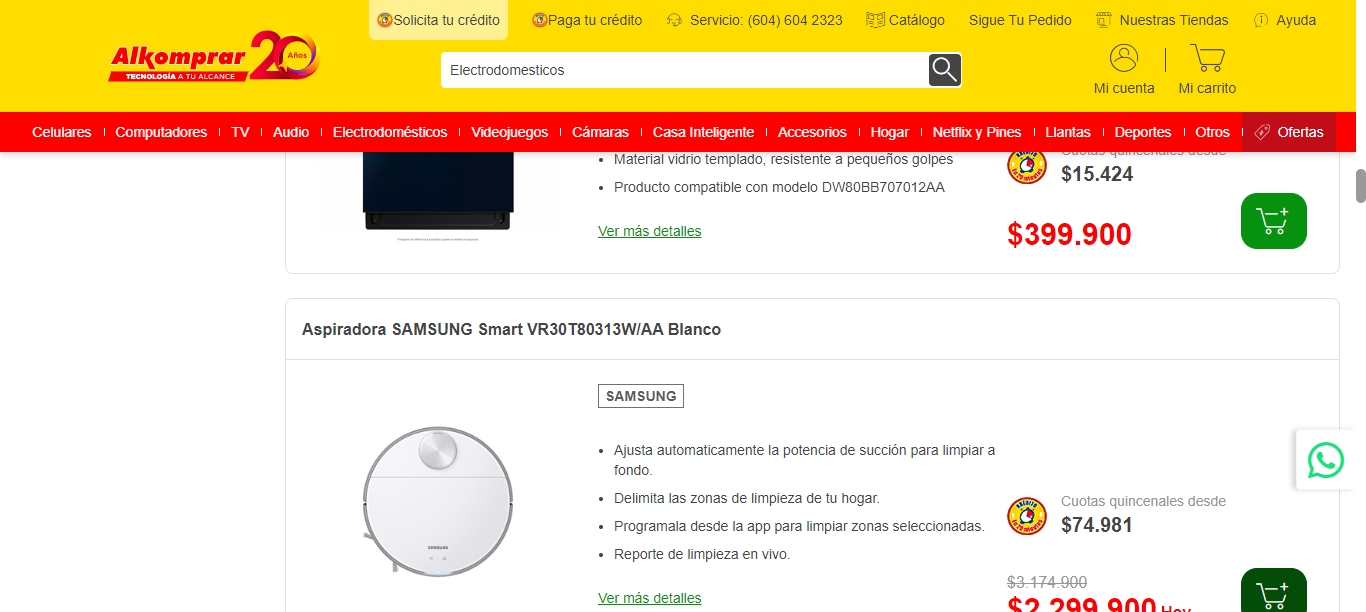 Solicita tu crédito
Paga tu crédito
Servicio: (604) 604 2323
Catálogo
Sigue Tu Pedido
Nuestras Tiendas
Ayuda
Alkomprar 20 Años
TECNOLOGÍA A TU ALCANCE
Electrodomesticos
Mi cuenta
Mi carrito
Celulares
Computadores
TV
Audio
Electrodomésticos
Videojuegos
Cámaras
Casa Inteligente
Accesorios
Hogar
Netflix y Pines
Llantas
Deportes
Otros
Ofertas
Material vidrio templado, resistente a pequeños golpes
Producto compatible con modelo DW80BB707012AA
Ver más detalles
Cuotas quincenales desde
$15.424
$399.900
Aspiradora SAMSUNG Smart VR30T80313W/AA Blanco
SAMSUNG
SAMSUNG
Ajusta automaticamente la potencia de succión para limpiar a
fondo.
Delimita las zonas de limpieza de tu hogar.
Programala desde la app para limpiar zonas seleccionadas.
Reporte de limpieza en vivo.
Ver más detalles
Cuotas quincenales desde
$74.981
$3.174.900
$2.299.900 Hoy